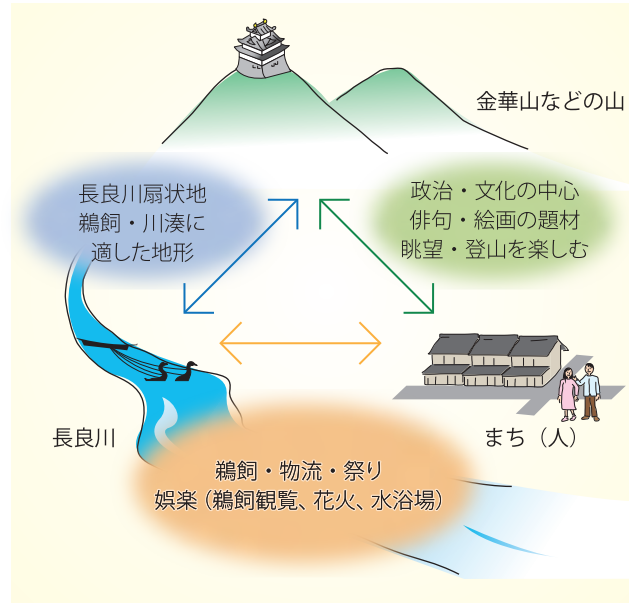 金華山などの山
長良川扇状地
鵜飼・川湊に
適した地形
政治・文化の中心
俳句・絵画の題材
眺望・登山を楽しむ
長良川
まち（人）
鵜飼・物流・祭り
娯楽（鵜飼観覧、花火、水浴場）